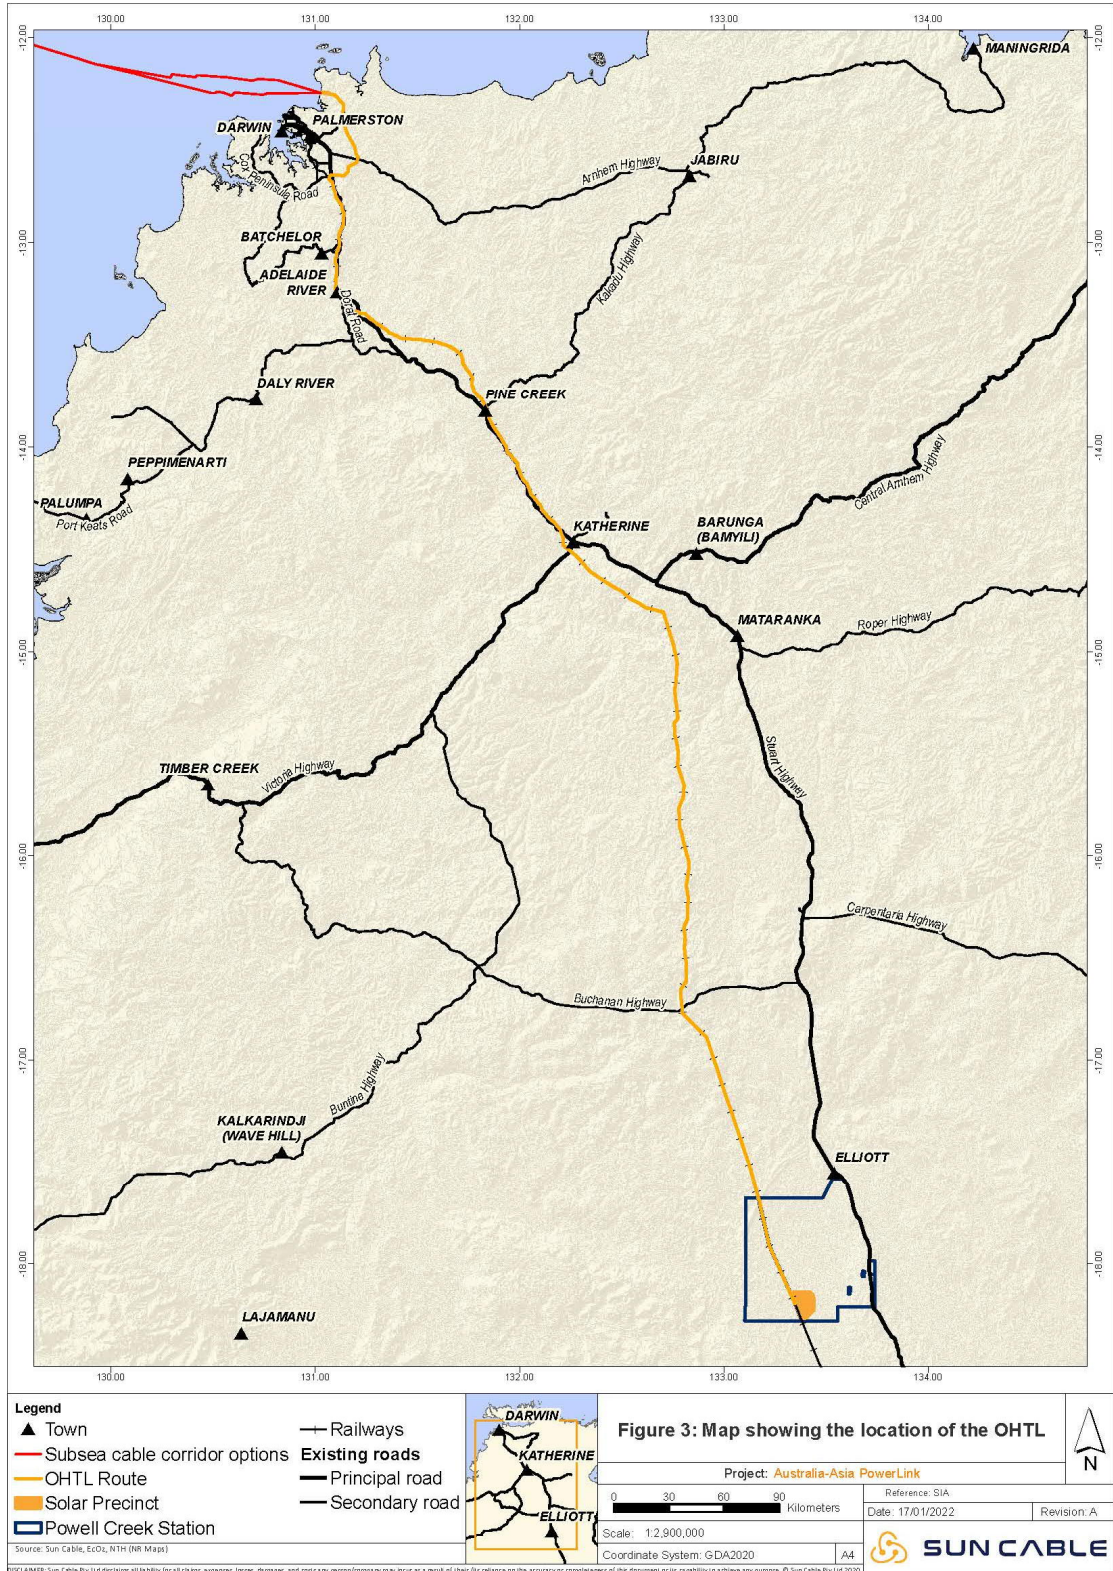 130.00 131.00 132.00 133.00 134.00
-12.00 -12.00
MANINGRIDA
DARWIN
PALMERSTON
Cox Peninsula Road
Arnhem Highway
JABIRU
-13.00 -13.00
BATCHELOR
ADELAIDE
RIVER
Dorat Road
Kakadu Highway
DALY RIVER
PINE CREEK
-14.00 -14.00
PEPPIMENARTI
PALUMPA
Port Keats Road
Central Arnhem Highway
KATHERINE
BARUNGA
(BAMYILI)
MATARANKA
Roper Highway
-15.00 -15.00
TIMBER CREEK
Victoria Highway
Stuart Highway
-16.00 -16.00
Carpentaria Highway
Buchanan Highway
-17.00 -17.00
Buntine Highway
KALKARINDJI
(WAVE HILL)
ELLIOTT
-18.00 -18.00
LAJAMANU
130.00 131.00 132.00 133.00 134.00
Legend
Town
Subsea cable corridor options
OHTL Route
Solar Precinct
Powell Creek Station
Railways
Existing roads
Principal road
Secondary road
Source: Sun Cable, EcOz, NTH (NR Maps)
DARWIN
KATHERINE
ELLIOTT
Figure 3: Map showing the location of the OHTL
N
Project: Australia-Asia PowerLink
0 30 60 90
Kilometers
Scale: 1:2,900,000
Coordinate System: GDA2020
A4
Reference: SIA
Date: 17/01/2022
Revision: A
SUN CABLE